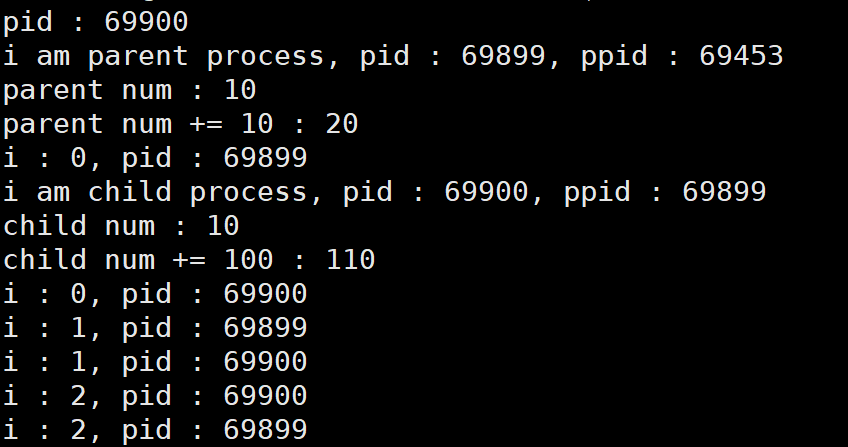 pid : 69900
i am parent process, pid : 69899, ppid : 69453
parent num : 10
parent num += 10 : 20
i : 0, pid : 69899
i am child process, pid : 69900, ppid : 69899
child num : 10
child num += 100 : 110
i : 0, pid : 69900
i : 1, pid : 69899
i : 1, pid : 69900
i : 2, pid : 69900
i : 2, pid : 69899